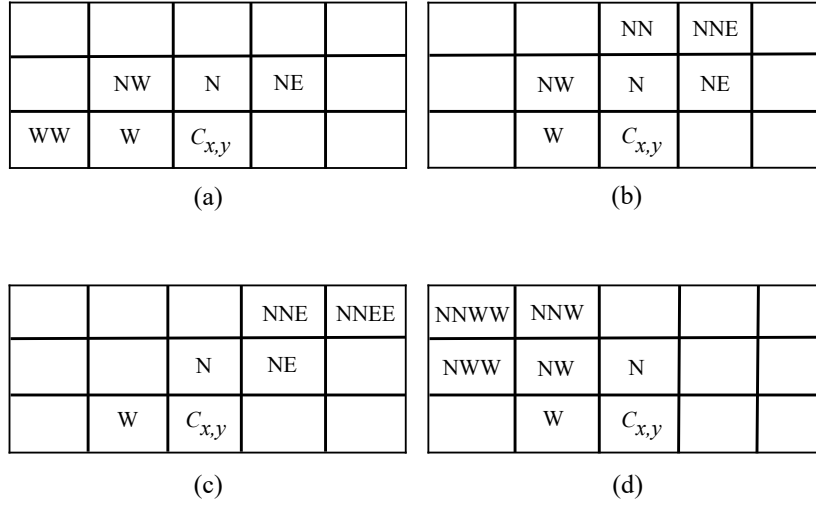 NN NNE
NW N NE
NW N NE
WW W Cx,y
W Cx,y
(a)
(b)
NNE NNEE
NNWW NNW
N NE
NWW NW N
W Cx,y
W Cx,y
(c)
(d)